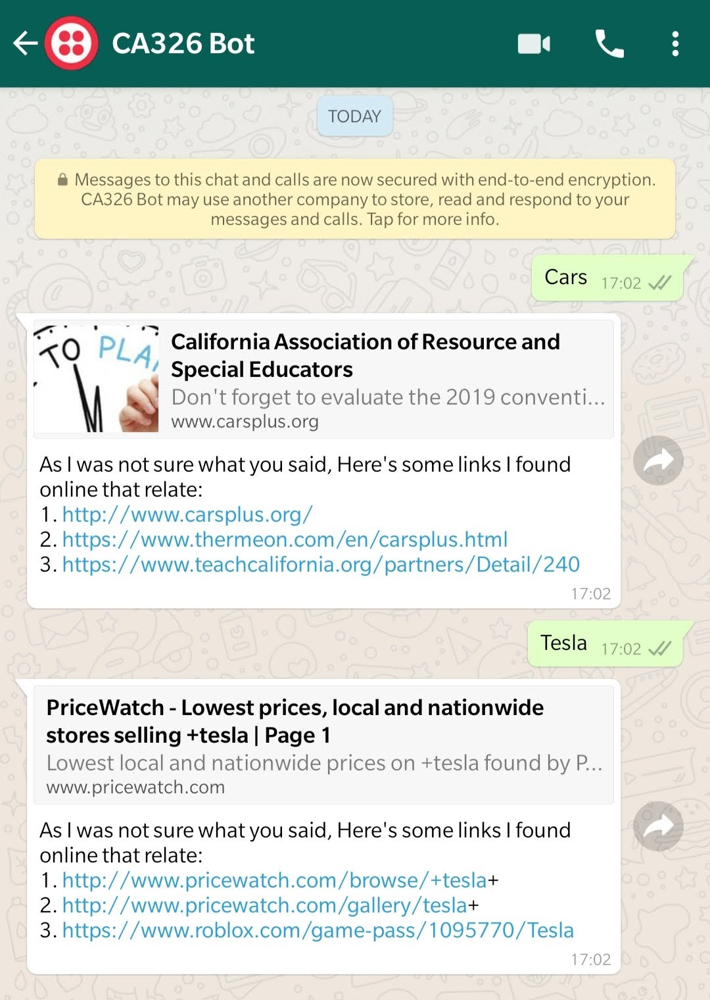 CA326 Bot
TODAY
Messages to this chat and calls are now secured with end-to-end encryption.
CA326 Bot may use another company to store, read and respond to your
messages and calls. Tap for more info.
Cars 17:02
TO PLA
California Association of Resource and
Special Educators
Don't forget to evaluate the 2019 conventi...
www.carsplus.org
As I was not sure what you said, Here's some links I found
online that relate:
1. http://www.carsplus.org/
2. https://www.thermeon.com/en/carsplus.html
3. https://www.teachcalifornia.org/partners/Detail/240
17:02
Tesla 17:02
PriceWatch - Lowest prices, local and nationwide
stores selling +tesla | Page 1
Lowest local and nationwide prices on +tesla found by P...
www.pricewatch.com
As I was not sure what you said, Here's some links I found
online that relate:
1. http://www.pricewatch.com/browse/+tesla+
2. http://www.pricewatch.com/gallery/tesla+
3. https://www.roblox.com/game-pass/1095770/Tesla
17:02